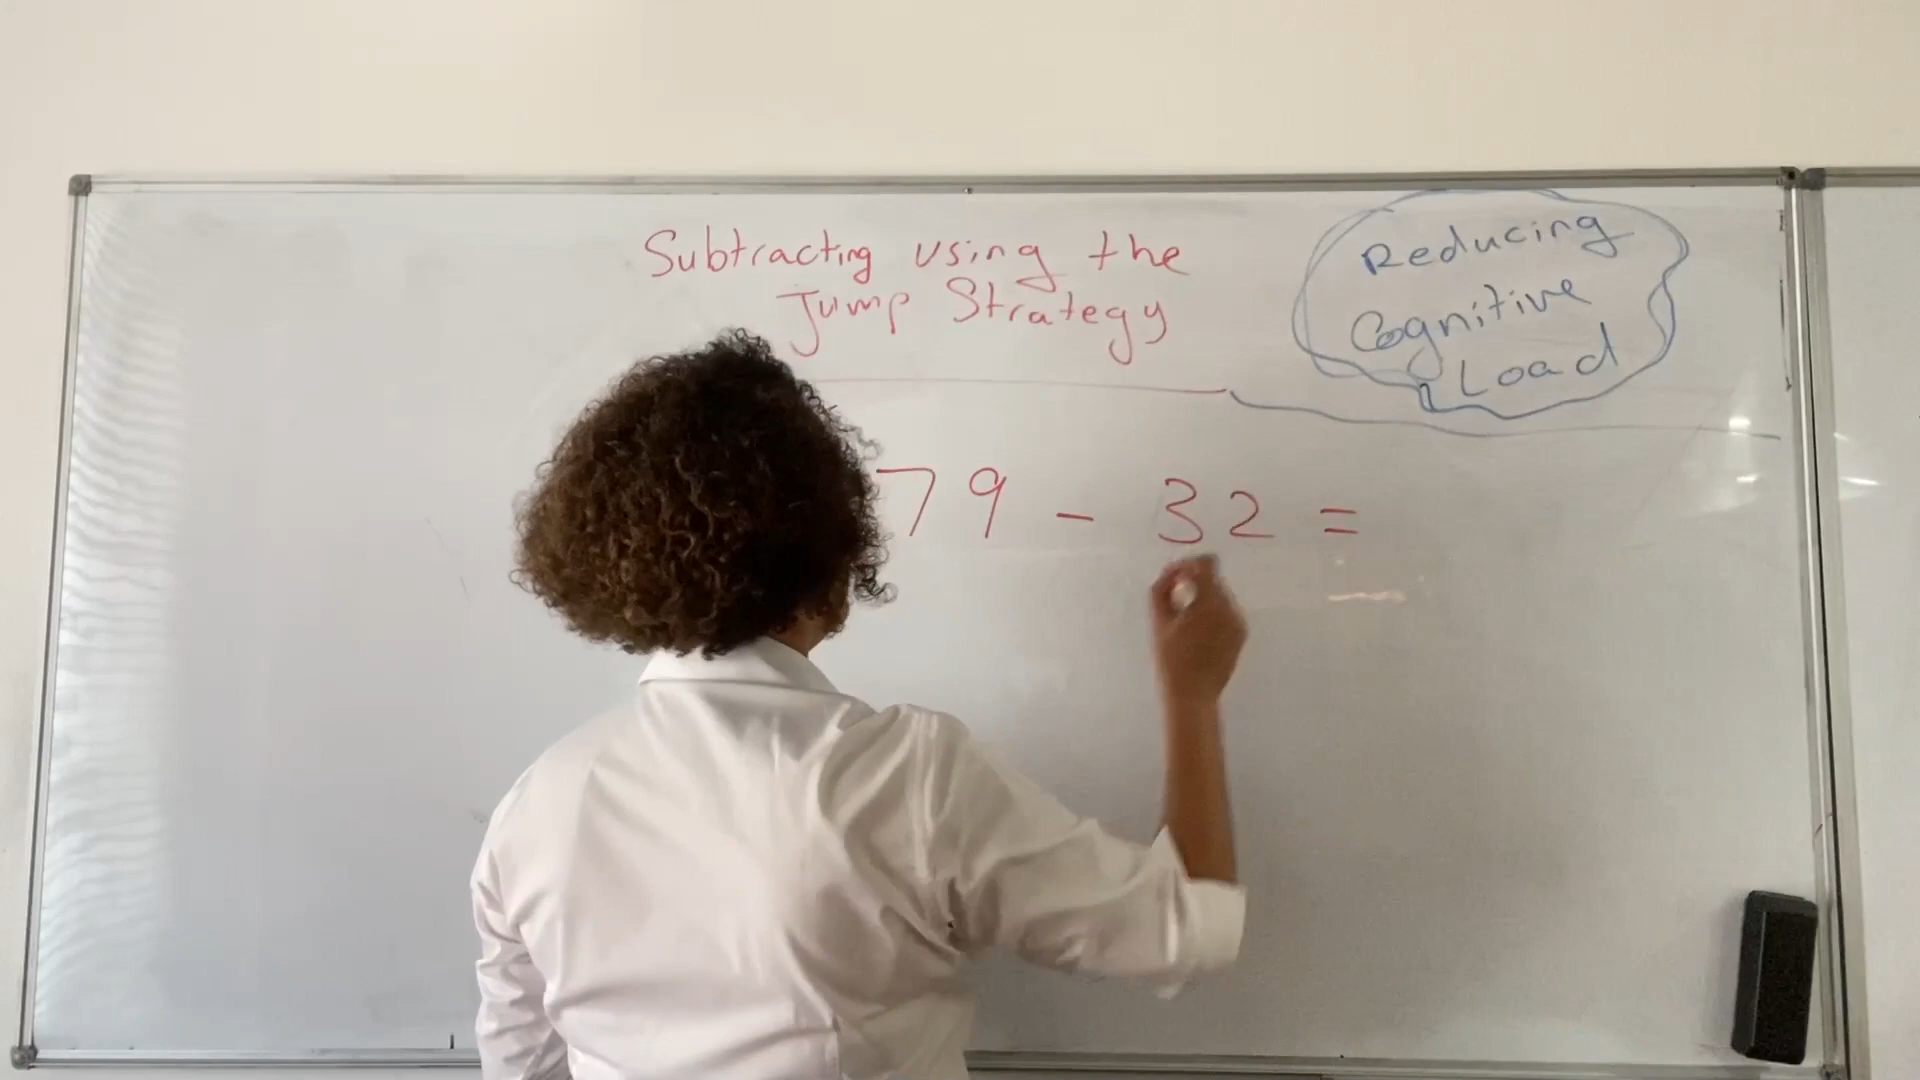 Subtracting using the
Jump Strategy
Reducing
Cognitive
Load
79 - 32 =